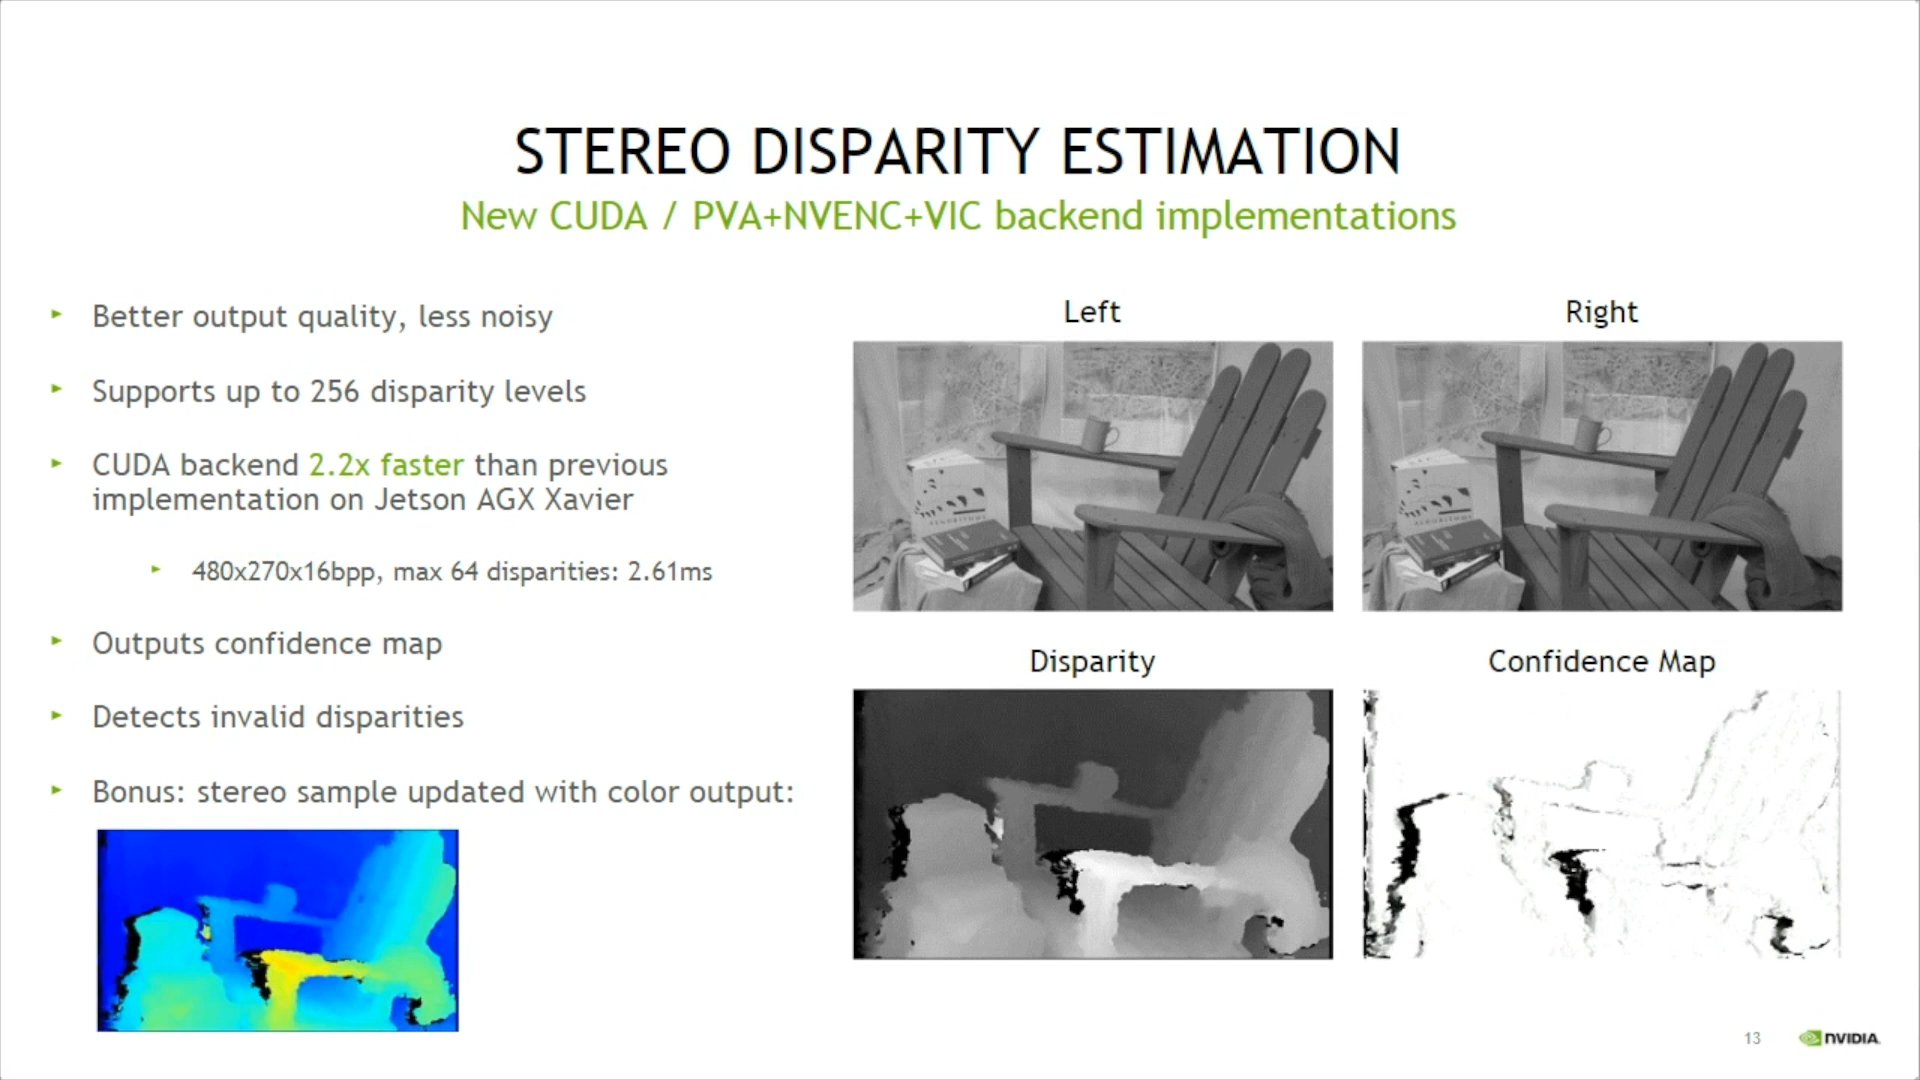 STEREO DISPARITY ESTIMATION
New CUDA / PVA+NVENC+VIC backend implementations
Better output quality, less noisy
Supports up to 256 disparity levels
CUDA backend 2.2x faster than previous
implementation on Jetson AGX Xavier
480x270x16bpp, max 64 disparities: 2.61ms
Outputs confidence map
Detects invalid disparities
Bonus: stereo sample updated with color output:
Left
Right
ALGORITHMS
ALGORITHMS
Disparity
Confidence Map
13
NVIDIA.